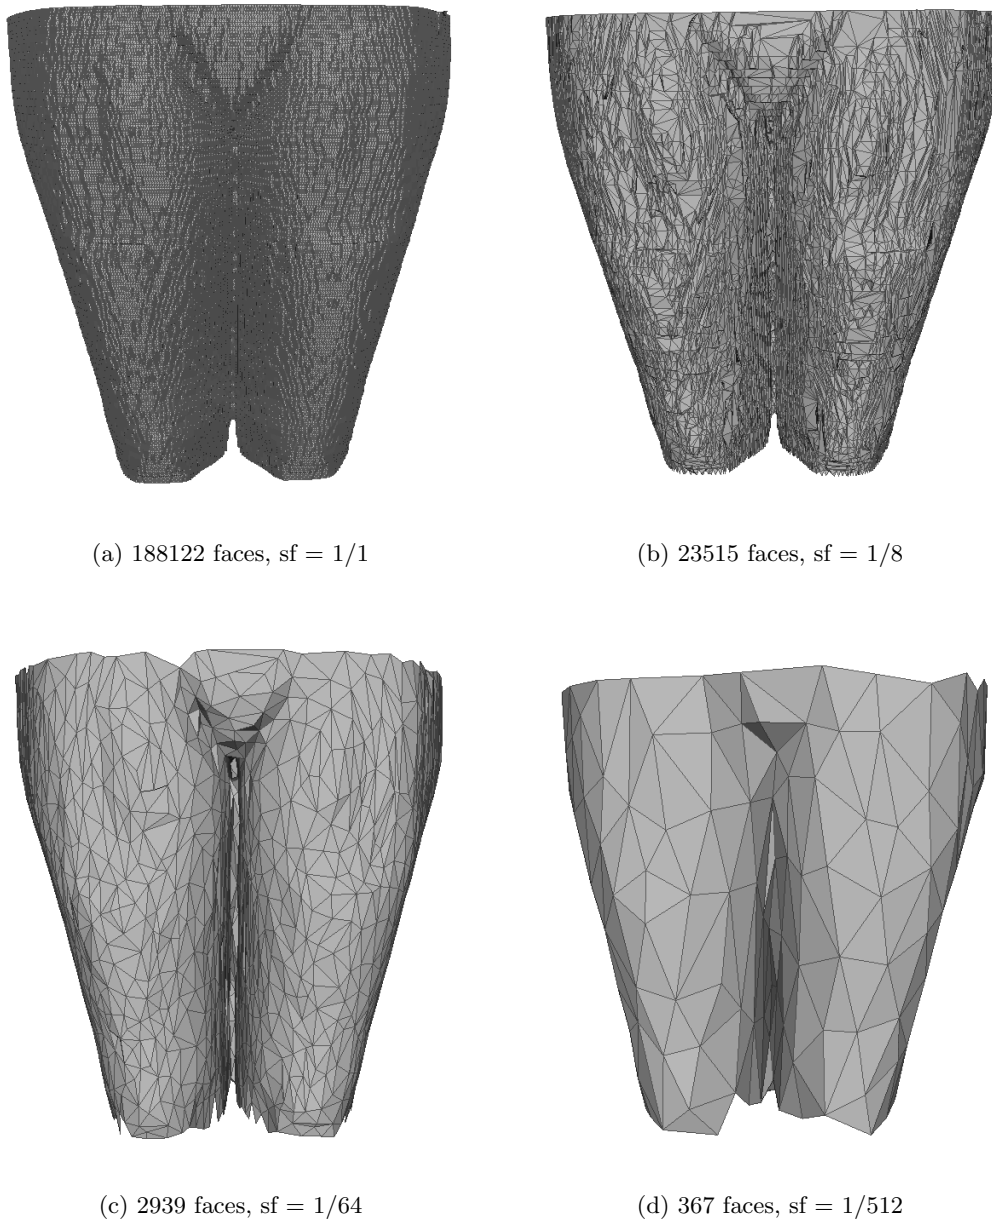 (a) 188122 faces, sf = 1/1
(b) 23515 faces, sf = 1/8
(c) 2939 faces, sf = 1/64
(d) 367 faces, sf = 1/512